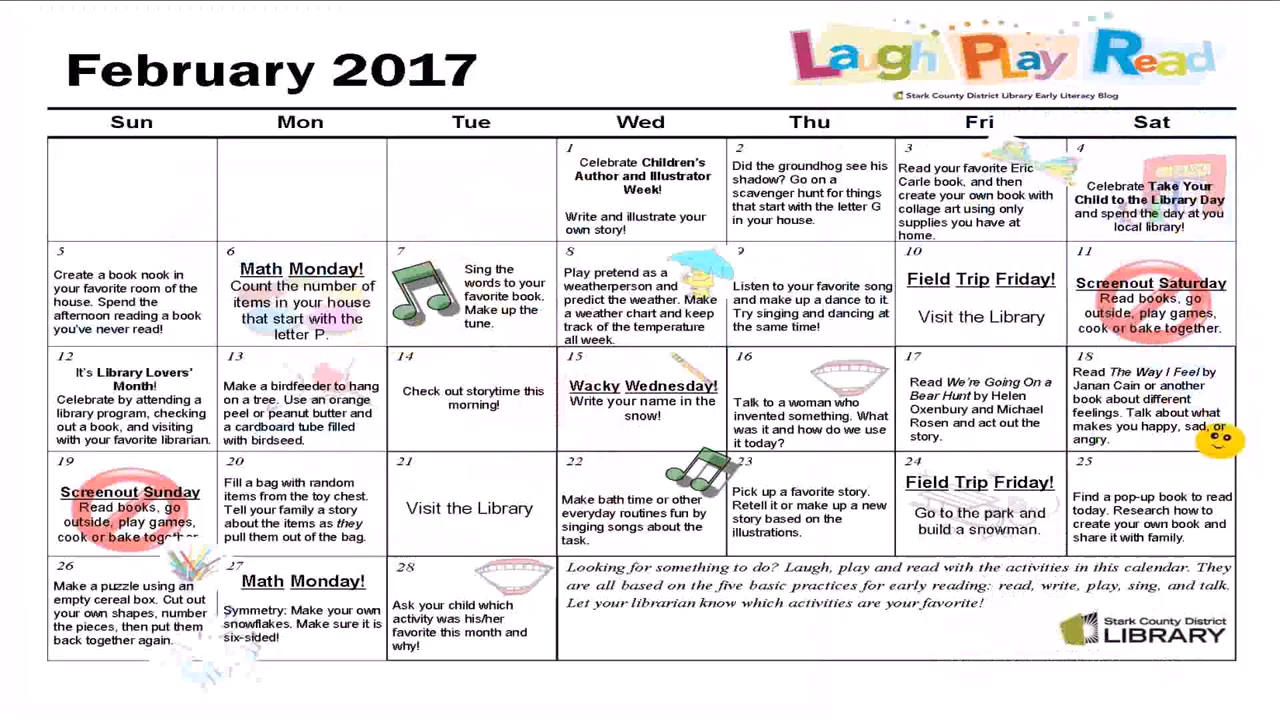 February 2017
Laugh Play Read
Stark County District Library Early Literacy Blog
Sun Mon Tue Wed Thu Fri Sat
1
Celebrate Children's
Author and Illustrator
Week!
Write and illustrate your
own story!
2
Did the groundhog see his
shadow? Go on a
scavenger hunt for things
that start with the letter G
in your house.
3
Read your favorite Eric
Carle book, and then
create your own book with
collage art using only
supplies you have at
home.
4
Celebrate Take Your
Child to the Library Day
and spend the day at you
local library!
5
Create a book nook in
your favorite room of the
house. Spend the
afternoon reading a book
you've never read!
6
Math Monday!
Count the number of
items in your house
that start with the
letter P.
7
Sing the
words to your
favorite book.
Make up the
tune.
8
Play pretend as a
weatherperson and
predict the weather. Make
a weather chart and keep
track of the temperature
all week.
9
Listen to your favorite song
and make up a dance to it.
Try singing and dancing at
the same time!
10
Field Trip Friday!
Visit the Library
11
Screenout Saturday
Read books, go
outside, play games,
cook or bake together.
12
It's Library Lovers'
Month!
Celebrate by attending a
library program, checking
out a book, and visiting
with your favorite librarian.
13
Make a birdfeeder to hang
on a tree. Use an orange
peel or peanut butter and
a cardboard tube filled
with birdseed.
14
Check out storytime this
morning!
15
Wacky Wednesday!
Write your name in the
snow!
16
Talk to a woman who
invented something. What
was it and how do we use
it today?
17
Read We're Going On a
Bear Hunt by Helen
Oxenbury and Michael
Rosen and act out the
story.
18
Read The Way I Feel by
Janan Cain or another
book about different
feelings. Talk about what
makes you happy, sad, or
angry.
19
Screenout Sunday
Read books, go
outside, play games,
cook or bake together.
20
Fill a bag with random
items from the toy chest.
Tell your family a story
about the items as they
pull them out of the bag.
21
Visit the Library
22
Make bath time or other
everyday routines fun by
singing songs about the
task.
23
Pick up a favorite story.
Retell it or make up a new
story based on the
illustrations.
24
Field Trip Friday!
Go to the park and
build a snowman.
25
Find a pop-up book to read
today. Research how to
create your own book and
share it with family.
26
Make a puzzle using an
empty cereal box. Cut out
your own shapes, number
the pieces, then put them
back together again.
27
Math Monday!
Symmetry: Make your own
snowflakes. Make sure it is
six-sided!
28
Ask your child which
activity was his/her
favorite this month and
why!
Looking for something to do? Laugh, play and read with the activities in this calendar. They
are all based on the five basic practices for early reading: read, write, play, sing, and talk.
Let your librarian know which activities are your favorite!
Stark County District
LIBRARY